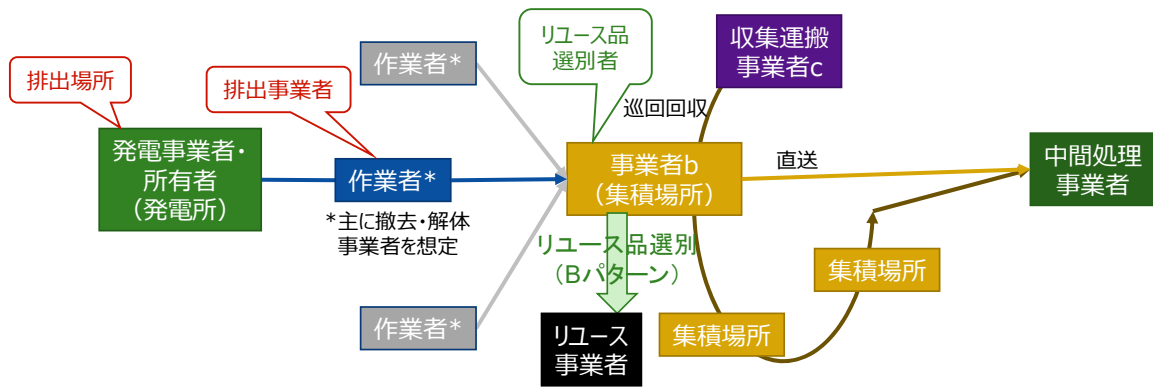 排出場所
発電事業者・
所有者
（発電所）
排出事業者
作業者*
作業者*
*主に撤去・解体
事業者を想定
作業者*
リユース品
選別者
収集運搬
事業者c
巡回回収
事業者b
（集積場所）
直送
中間処理
事業者
リユース品選別
（Bパターン）
リユース
事業者
集積場所
集積場所